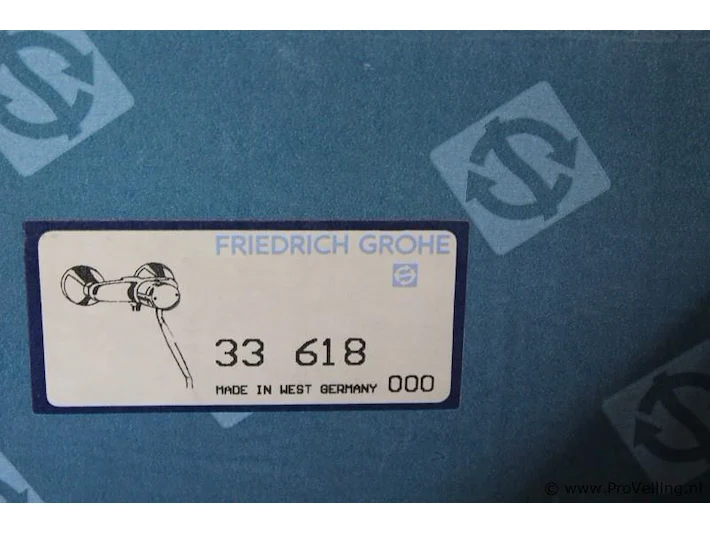 FRIEDRICH GROHE
33 618
MADE IN WEST GERMANY 000
© www.ProVeiling.nl